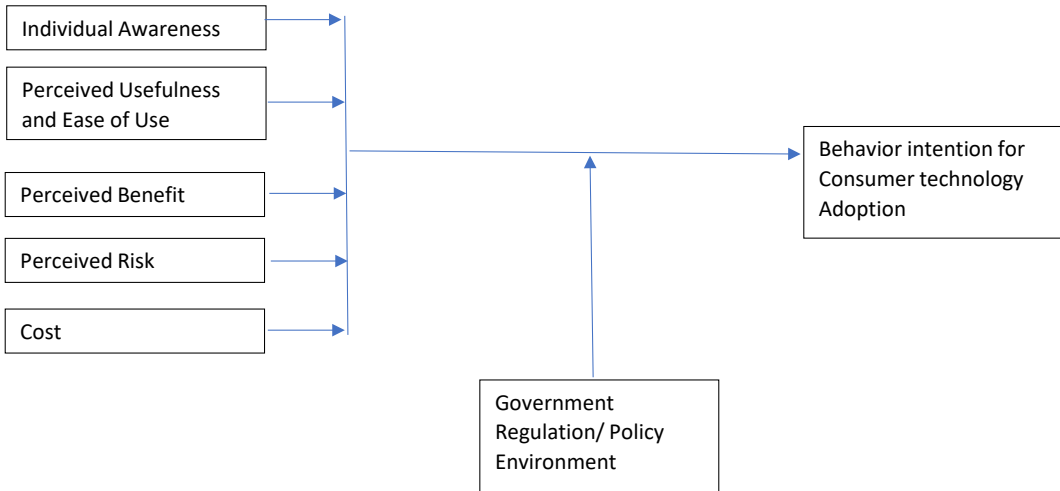 Individual Awareness
Perceived Usefulness
and Ease of Use
Perceived Benefit
Perceived Risk
Cost
Behavior intention for
Consumer technology
Adoption
Government
Regulation/ Policy
Environment